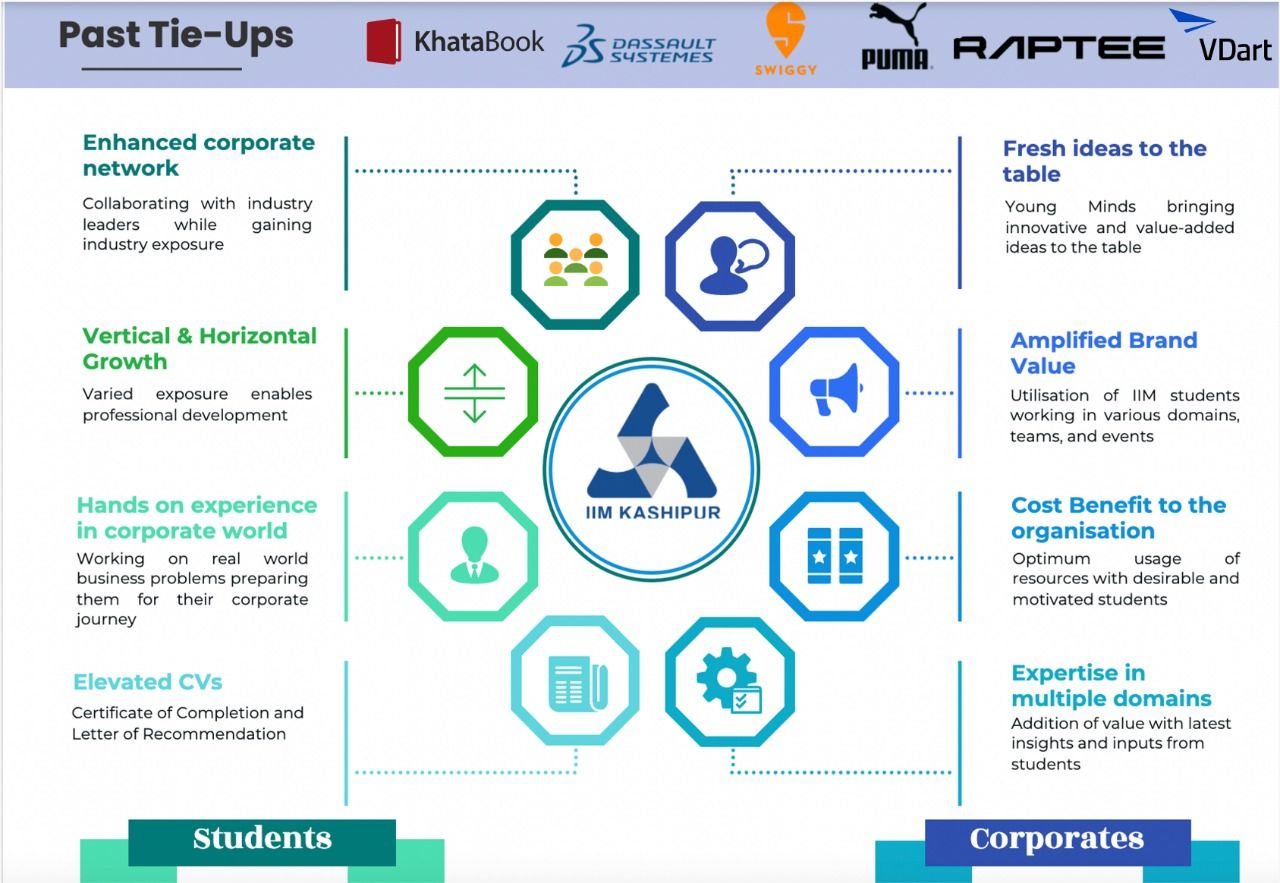 Past Tie-Ups
KhataBook
DASSAULT
SYSTEMES
SWIGGY
PUMA
RAPTEE
VDart
Enhanced corporate
network
Collaborating with industry
leaders while gaining
industry exposure
Vertical & Horizontal
Growth
Varied exposure enables
professional development
Hands on experience
in corporate world
Working on real world
business problems preparing
them for their corporate
journey
Elevated CVs
Certificate of Completion and
Letter of Recommendation
IIM KASHIPUR
Fresh ideas to the
table
Young Minds bringing
innovative and value-added
ideas to the table
Amplified Brand
Value
Utilisation of IIM students
working in various domains,
teams, and events
Cost Benefit to the
organisation
Optimum usage of
resources with desirable and
motivated students
Expertise in
multiple domains
Addition of value with latest
insights and inputs from
students
Students
Corporates